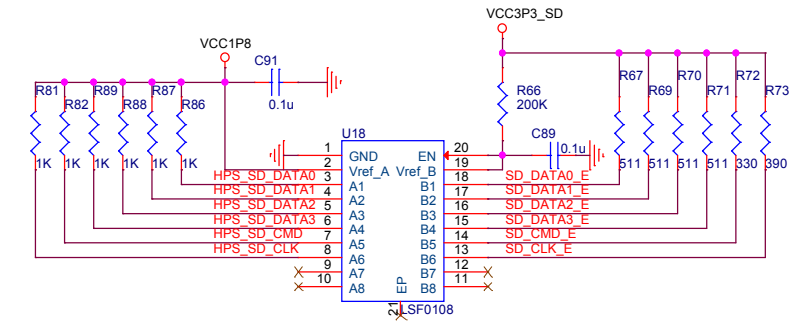 VCC3P3_SD
VCC1P8
C91
0.1u
R81
R82
R89
R88
R87
R86
1K
1K
1K
1K
1K
1K
R66
200K
C89
0.1u
R67
R69
R70
R71
R72
R73
511
511
511
511
330
390
U18
1 GND EN 20
2 Vref_A Vref_B 19
HPS_SD_DATA0 3 A1 B1 18 SD_DATA0_E
HPS_SD_DATA1 4 A2 B2 17 SD_DATA1_E
HPS_SD_DATA2 5 A3 B3 16 SD_DATA2_E
HPS_SD_DATA3 6 A4 B4 15 SD_DATA3_E
HPS_SD_CMD 7 A5 B5 14 SD_CMD_E
HPS_SD_CLK 8 A6 B6 13 SD_CLK_E
9 A7 B7 12
10 A8 B8 11
EP
21
LSF0108